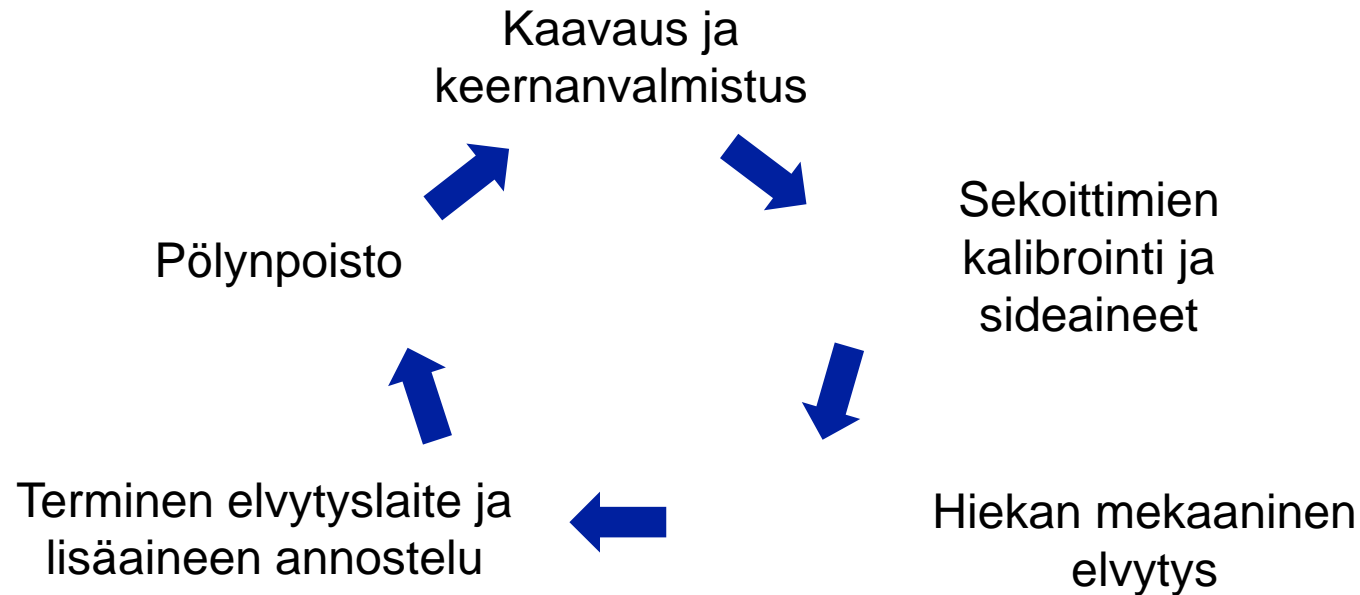 Kaavaus ja
keernanvalmistus
Sekoittimien
kalibrointi ja
sideaineet
Hiekan mekaaninen
elvytys
Terminen elvytyslaite ja
lisäaineen annostelu
Pölynpoisto